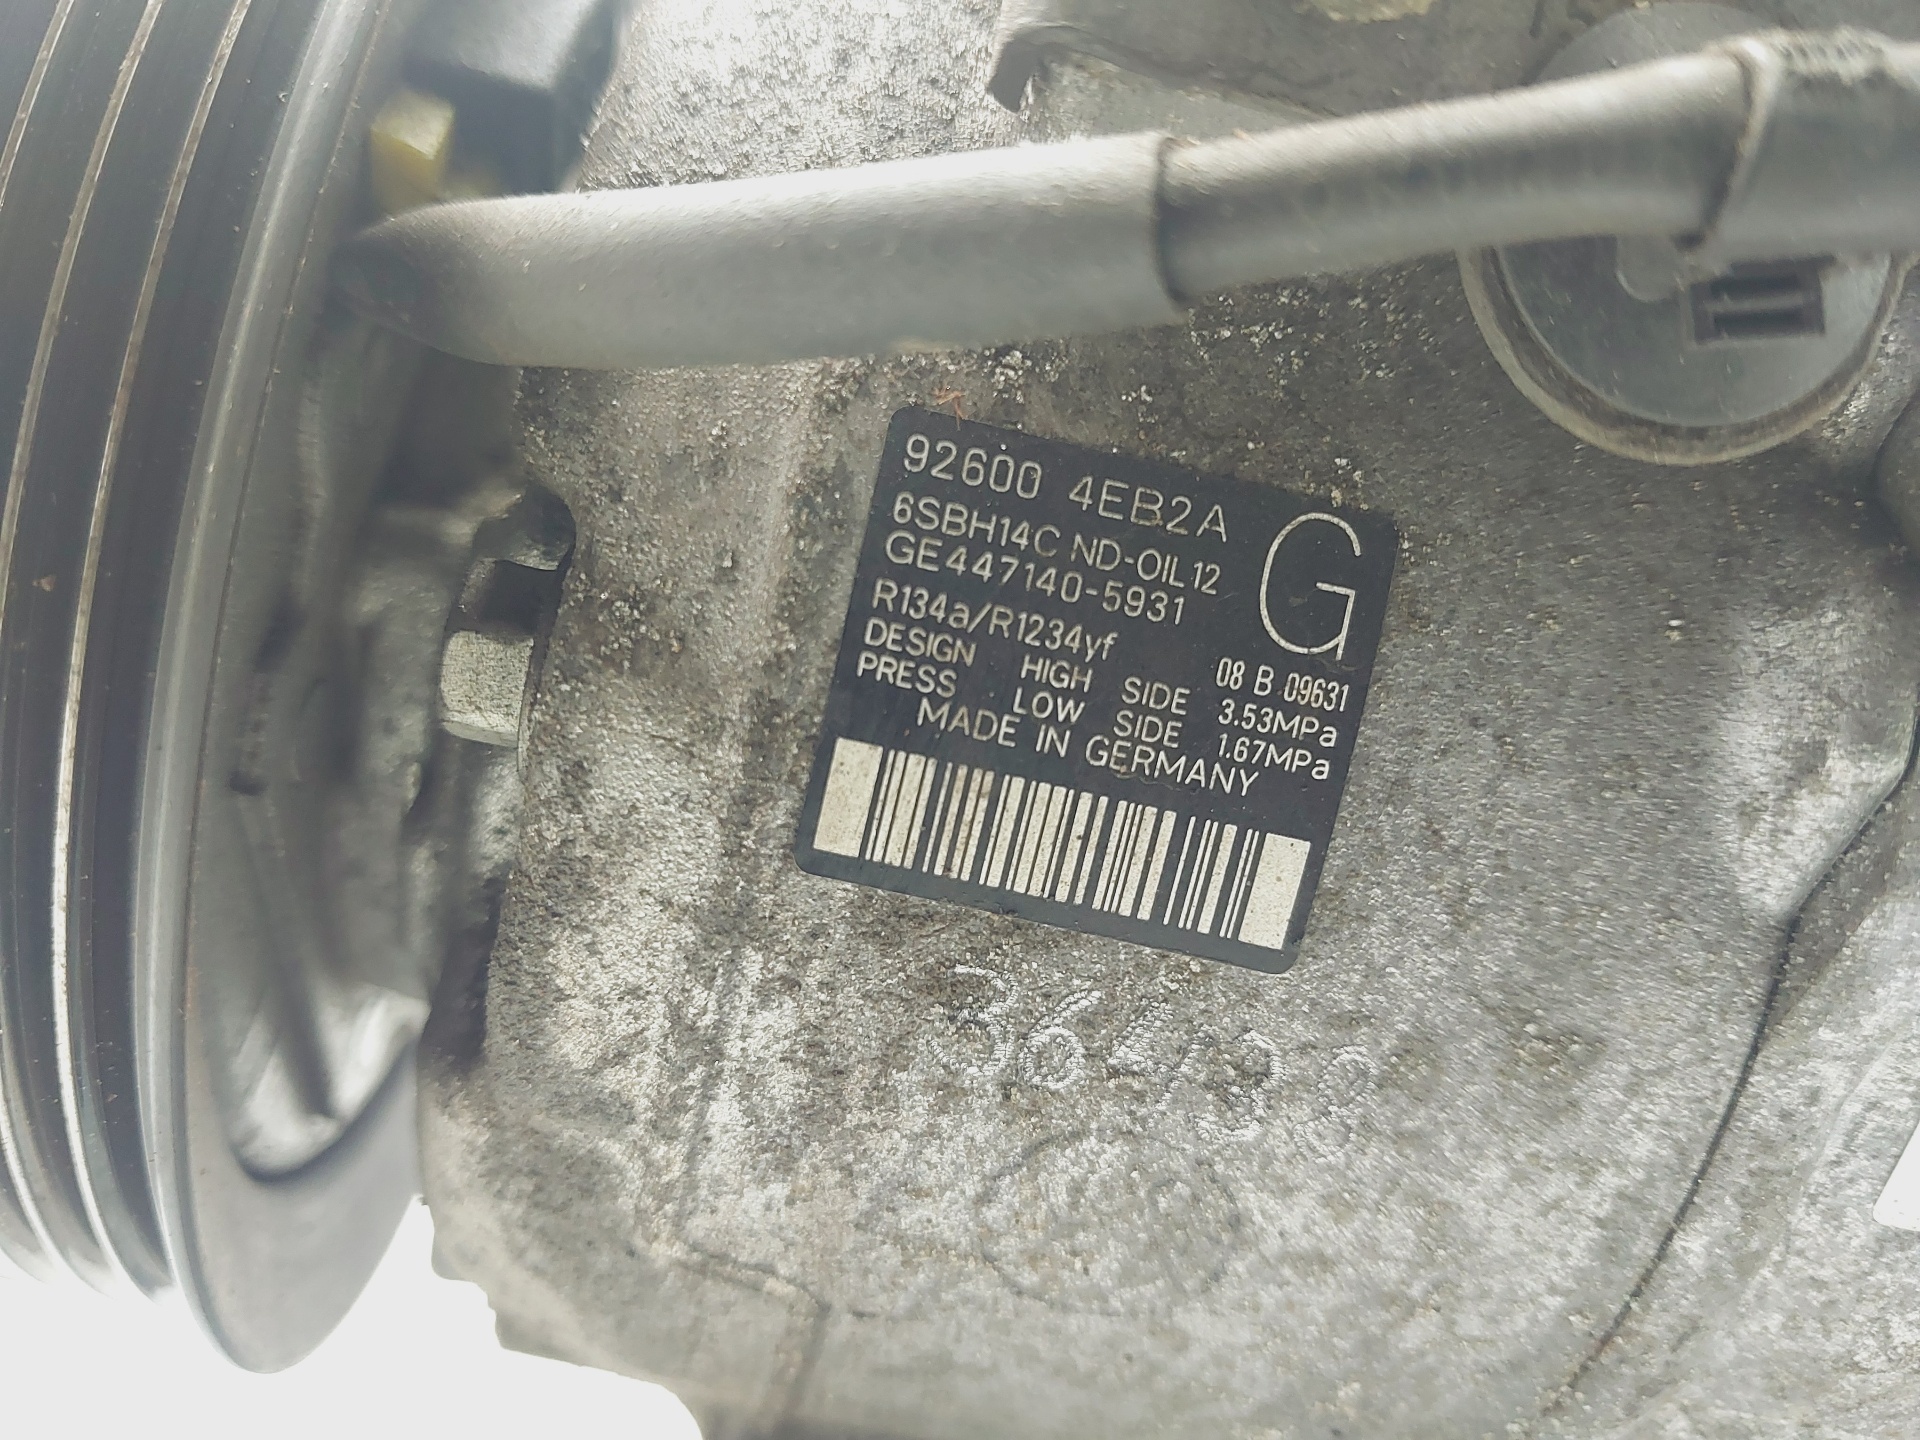 92600 4EB2A
G
6SBH14C ND-OIL12
GE447140-5931
R134a/R1234yf
08 B 09631
DESIGN HIGH SIDE 3.53MPa
PRESS LOW SIDE 1.67MPa
MADE IN GERMANY